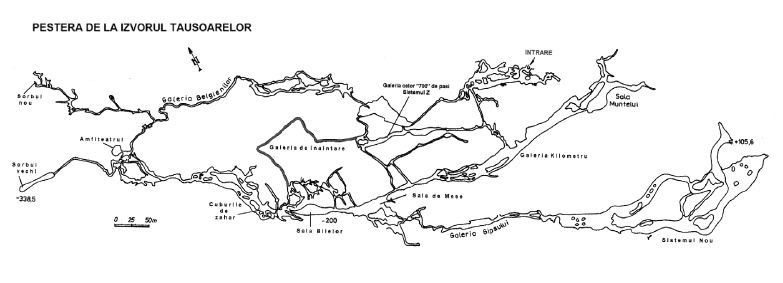 PESTERA DE LA IZVORUL TAUSOARELOR
N
INTRARE
Sorbul
nou
Galeria Belgienilor
Galeria celor "700" de pasi
Sistemul Z
Sala
Muntelui
Amfiteatrul
Galeria de inaintare
Galeria Kilometru
+105,6
Sorbul
vechi
-338,5
Sala de Mese
Cuburile
de
zahar
-200
0 25 50m
Sala Bilelor
Galeria Gipsului
Sistemul Nou